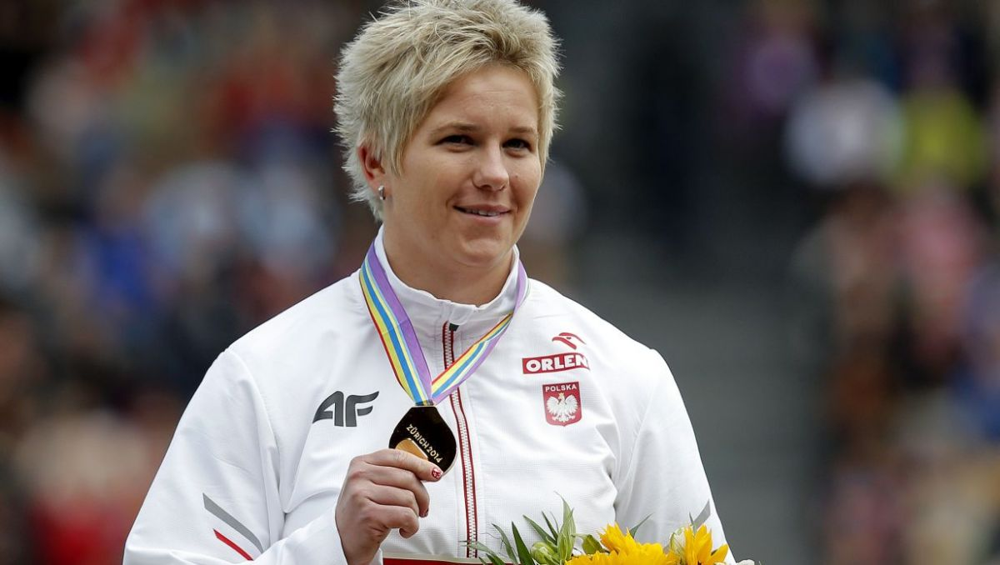 ORLEN
POLSKA
4F
ZÜRICH 2014